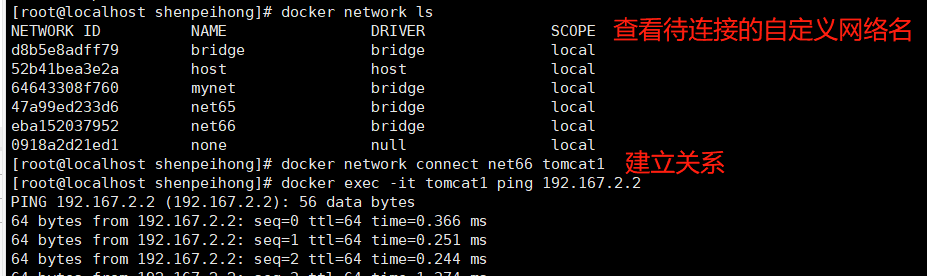 [root@localhost shenpeihong]# docker network ls
NETWORK ID NAME DRIVER SCOPE 查看待连接的自定义网络名
d8b5e8adff79 bridge bridge local
52b41bea3e2a host host local
64643308f760 mynet bridge local
47a99ed233d6 net65 bridge local
eba152037952 net66 bridge local
0918a2d21ed1 none null local
[root@localhost shenpeihong]# docker network connect net66 tomcat1 建立关系
[root@localhost shenpeihong]# docker exec -it tomcat1 ping 192.167.2.2
PING 192.167.2.2 (192.167.2.2): 56 data bytes
64 bytes from 192.167.2.2: seq=0 ttl=64 time=0.366 ms
64 bytes from 192.167.2.2: seq=1 ttl=64 time=0.251 ms
64 bytes from 192.167.2.2: seq=2 ttl=64 time=0.244 ms